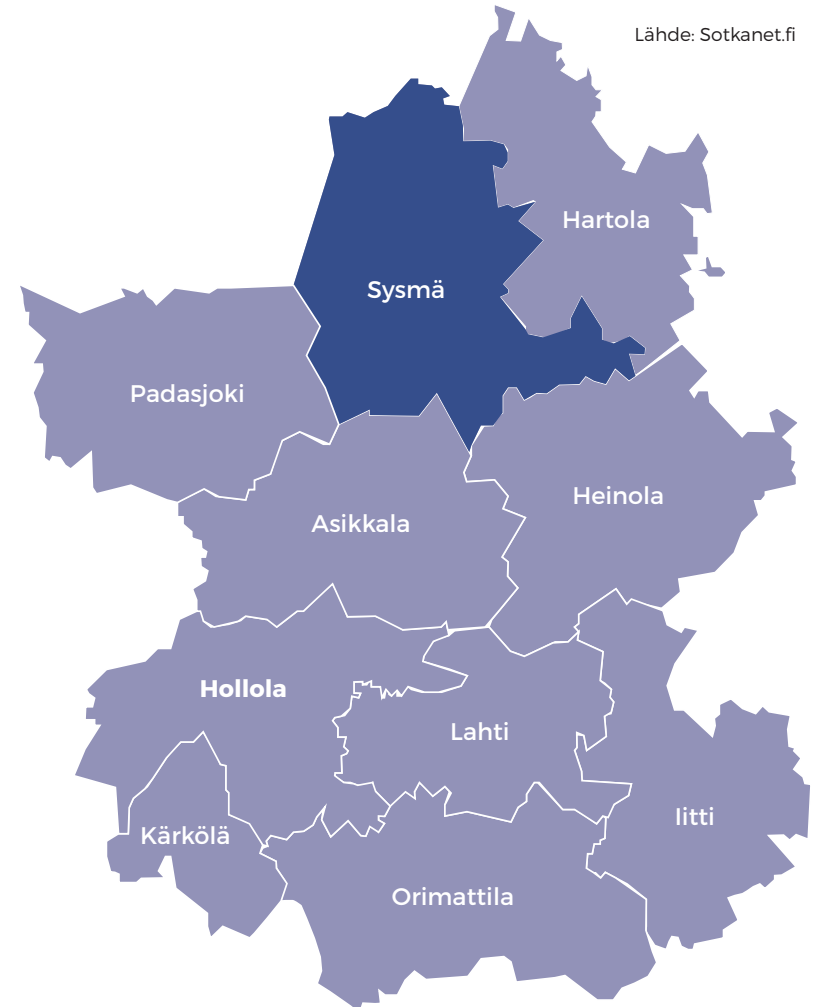 Lähde: Sotkanet.fi
Hartola
Sysmä
Padasjoki
Heinola
Asikkala
Hollola
Lahti
Iitti
Kärkölä
Orimattila